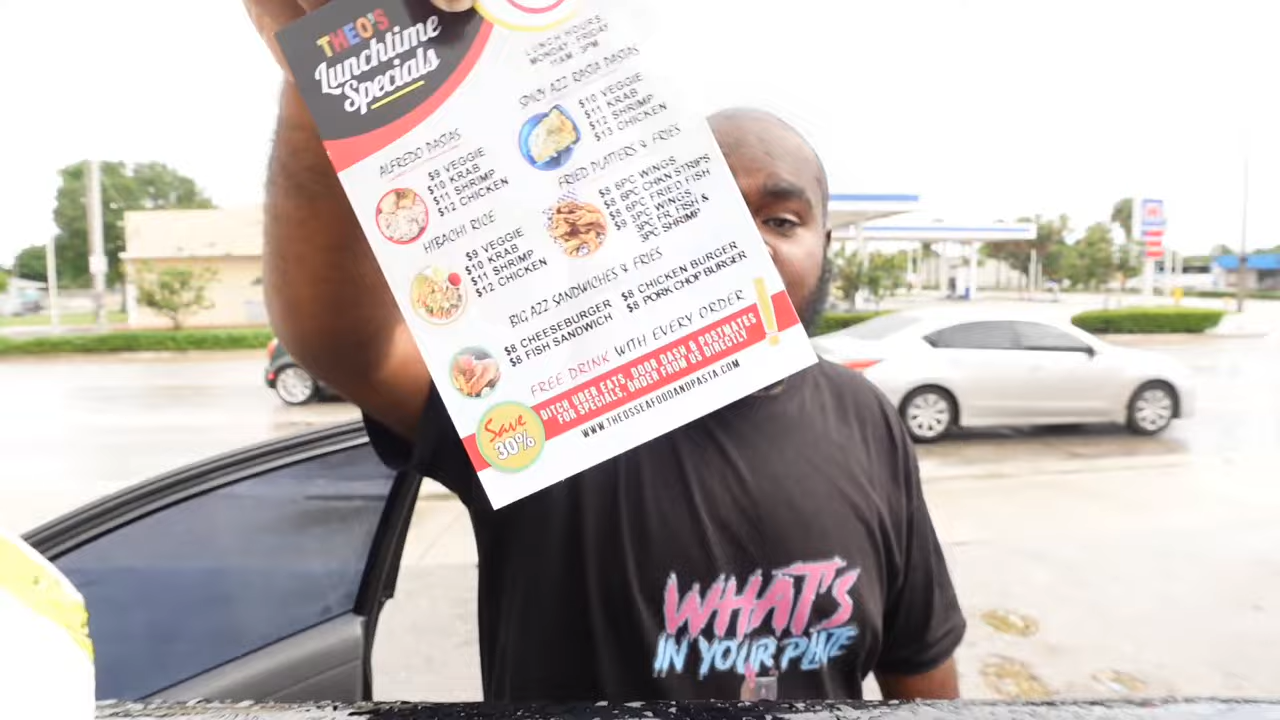 THEO'S
Lunchtime
Specials
LUNCH HOURS
MONDAY - FRIDAY
11AM - 3PM
ALFREDO PASTAS
$9 VEGGIE
$10 KRAB
$11 SHRIMP
$12 CHICKEN
HIBACHI RICE
$9 VEGGIE
$10 KRAB
$11 SHRIMP
$12 CHICKEN
SPICY AZZ RASTA PASTAS
$10 VEGGIE
$11 KRAB
$12 SHRIMP
$13 CHICKEN
FRIED PLATTERS & FRIES
$8 6PC WINGS
$8 6PC CHKN STRIPS
$8 6PC FRIED FISH
$9 3PC WINGS,
3PC FR. FISH &
3PC SHRIMP
BIG AZZ SANDWICHES & FRIES
$8 CHEESEBURGER
$8 FISH SANDWICH
$8 CHICKEN BURGER
$8 PORK CHOP BURGER
FREE DRINK WITH EVERY ORDER
DITCH UBER EATS, DOOR DASH & POSTMATES
FOR SPECIALS, ORDER FROM US DIRECTLY
WWW.THEOSSEAFOODANDPASTA.COM
Save
30%
WHAT'S
IN YOUR PLATE